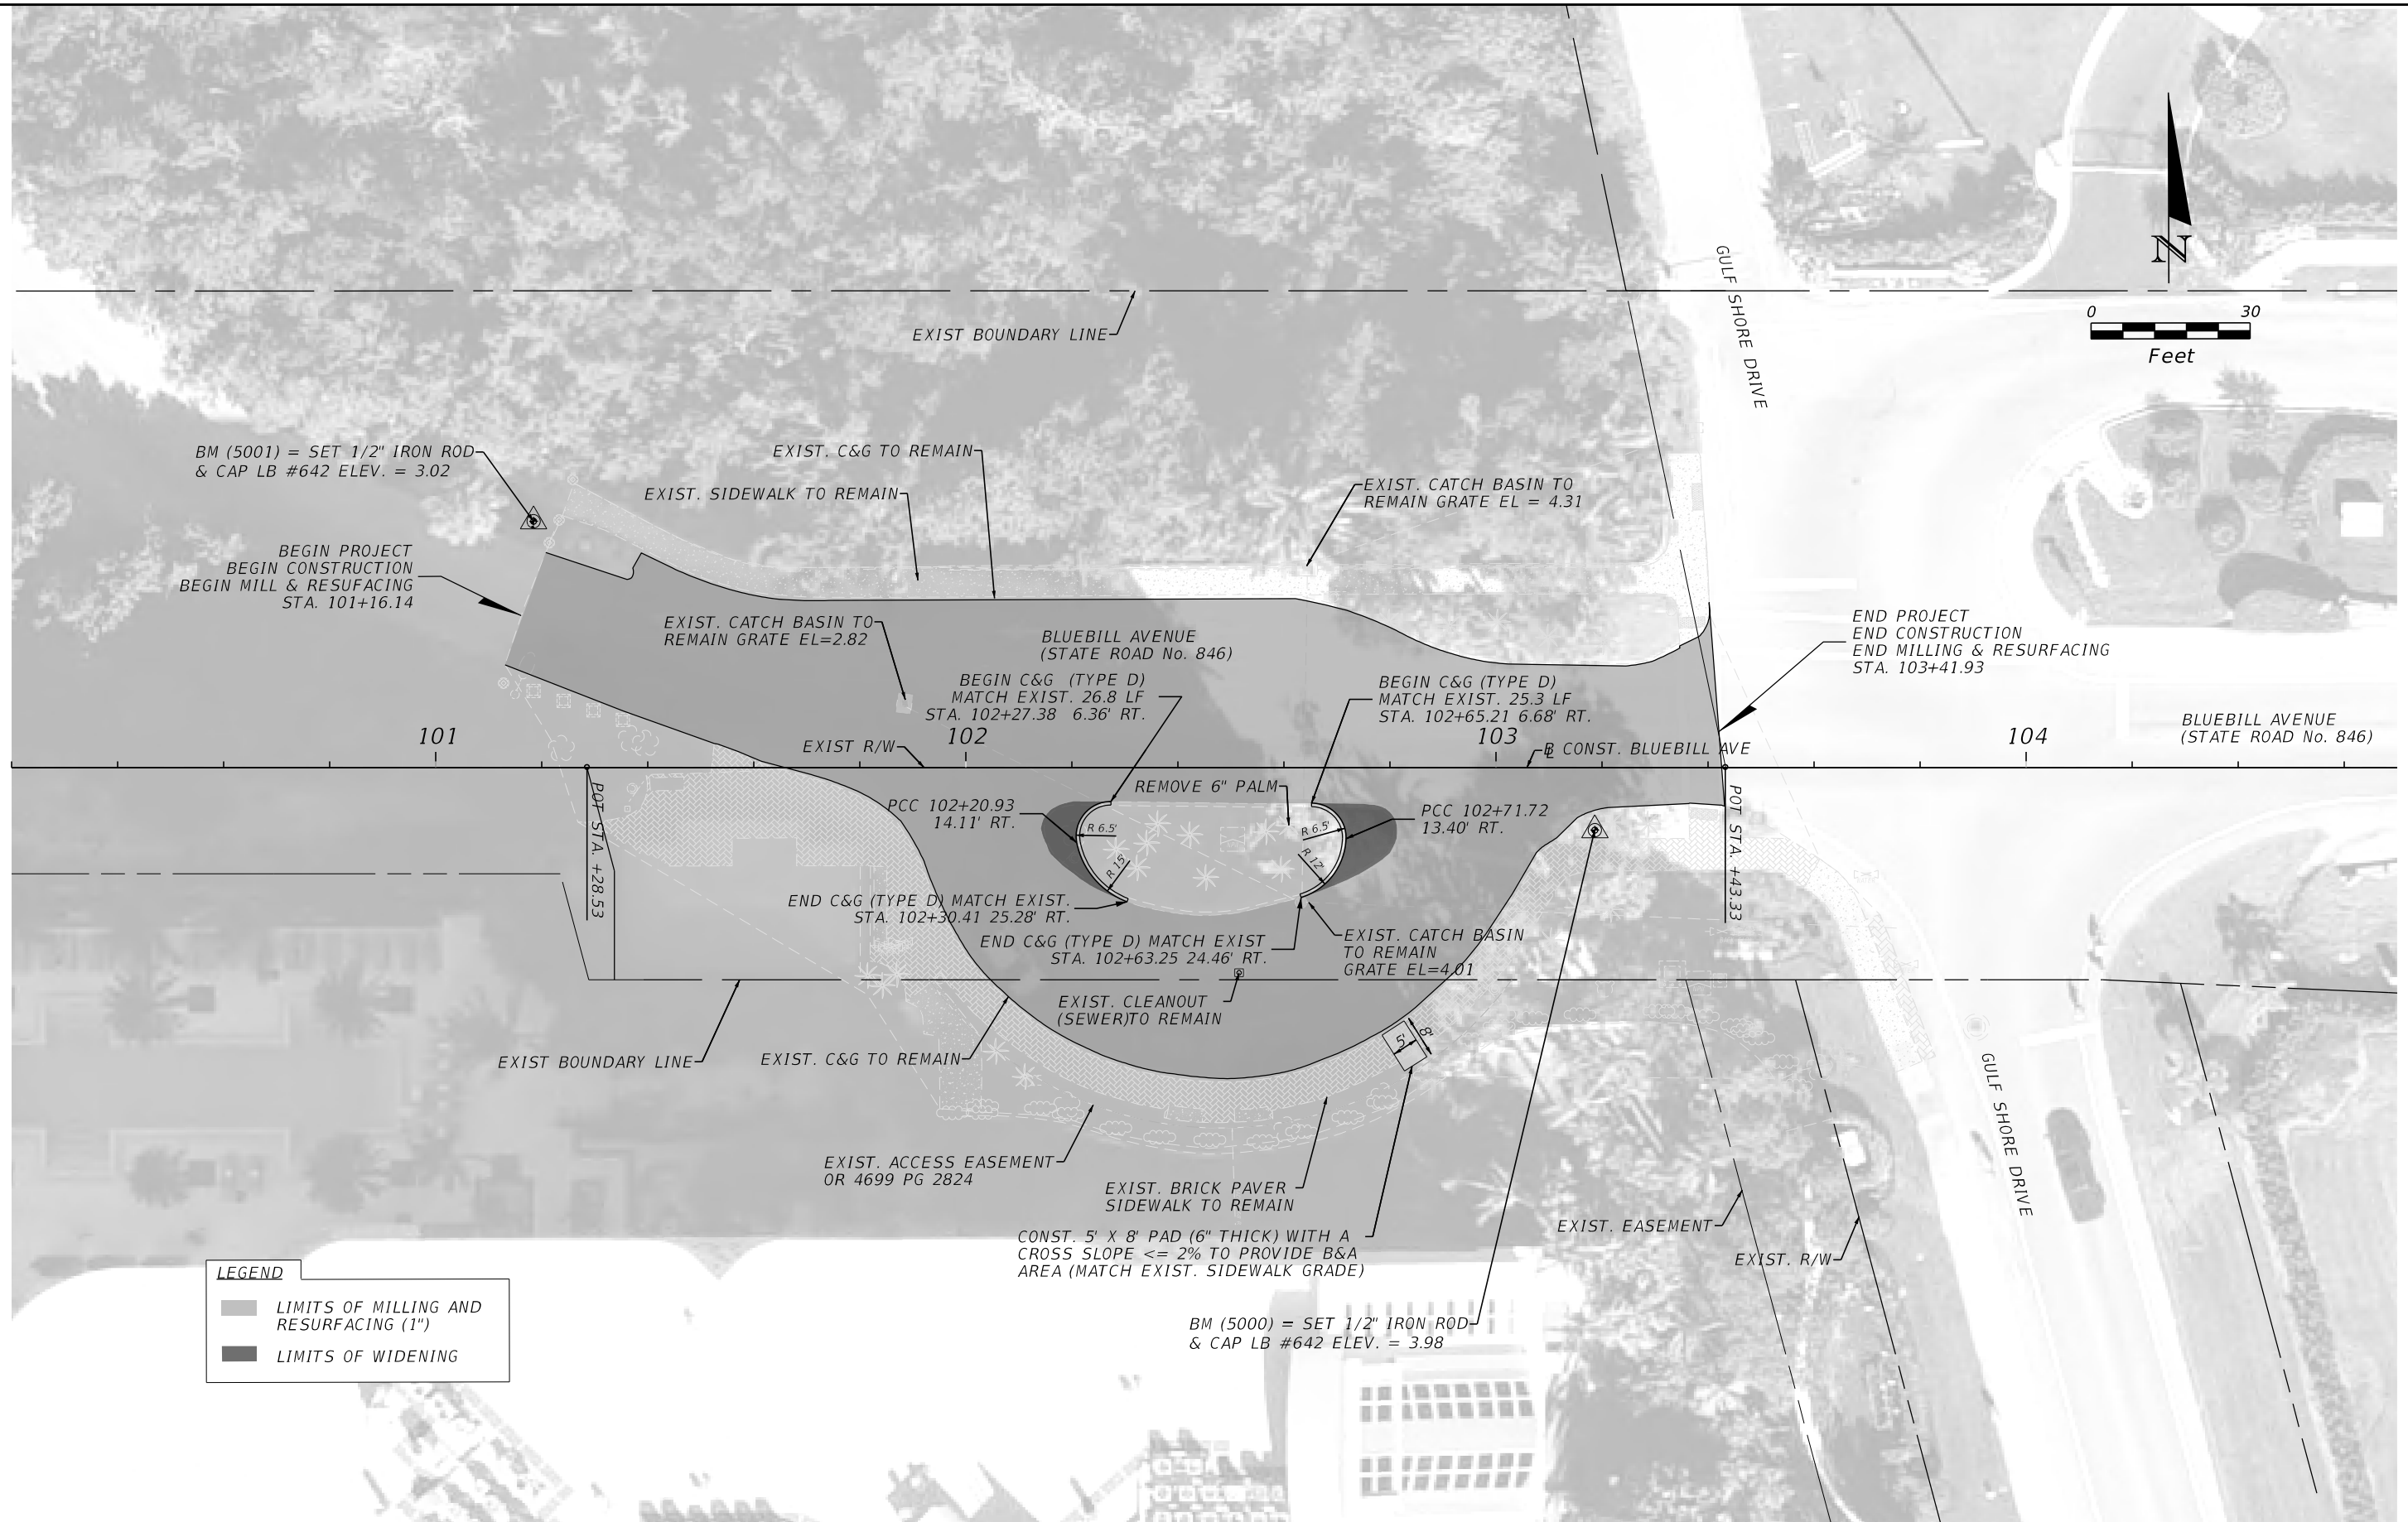 GULF SHORE DRIVE
N
0 30
Feet
EXIST BOUNDARY LINE
BM (5001) = SET 1/2" IRON ROD
& CAP LB #642 ELEV. = 3.02
EXIST. C&G TO REMAIN
EXIST. SIDEWALK TO REMAIN
EXIST. CATCH BASIN TO
REMAIN GRATE EL = 4.31
BEGIN PROJECT
BEGIN CONSTRUCTION
BEGIN MILL & RESUFACING
STA. 101+16.14
EXIST. CATCH BASIN TO
REMAIN GRATE EL=2.82
BLUEBILL AVENUE
(STATE ROAD No. 846)
END PROJECT
END CONSTRUCTION
END MILLING & RESURFACING
STA. 103+41.93
BEGIN C&G (TYPE D)
MATCH EXIST. 26.8 LF
STA. 102+27.38 6.36' RT.
BEGIN C&G (TYPE D)
MATCH EXIST. 25.3 LF
STA. 102+65.21 6.68' RT.
BLUEBILL AVENUE
(STATE ROAD No. 846)
101
102
103
104
EXIST R/W
BL CONST. BLUEBILL AVE
REMOVE 6" PALM
PCC 102+20.93
14.11' RT.
PCC 102+71.72
13.40' RT.
R 6.5'
R 6.5'
R 15'
R 12'
POT STA. +28.53
POT STA. +43.33
END C&G (TYPE D) MATCH EXIST.
STA. 102+30.41 25.28' RT.
END C&G (TYPE D) MATCH EXIST
STA. 102+63.25 24.46' RT.
EXIST. CATCH BASIN
TO REMAIN
GRATE EL=4.01
EXIST. CLEANOUT
(SEWER)TO REMAIN
EXIST BOUNDARY LINE
EXIST. C&G TO REMAIN
5'
8'
GULF SHORE DRIVE
EXIST. ACCESS EASEMENT
OR 4699 PG 2824
EXIST. BRICK PAVER
SIDEWALK TO REMAIN
EXIST. EASEMENT
EXIST. R/W
CONST. 5' X 8' PAD (6" THICK) WITH A
CROSS SLOPE <= 2% TO PROVIDE B&A
AREA (MATCH EXIST. SIDEWALK GRADE)
BM (5000) = SET 1/2" IRON ROD
& CAP LB #642 ELEV. = 3.98
LEGEND
LIMITS OF MILLING AND
RESURFACING (1")
LIMITS OF WIDENING